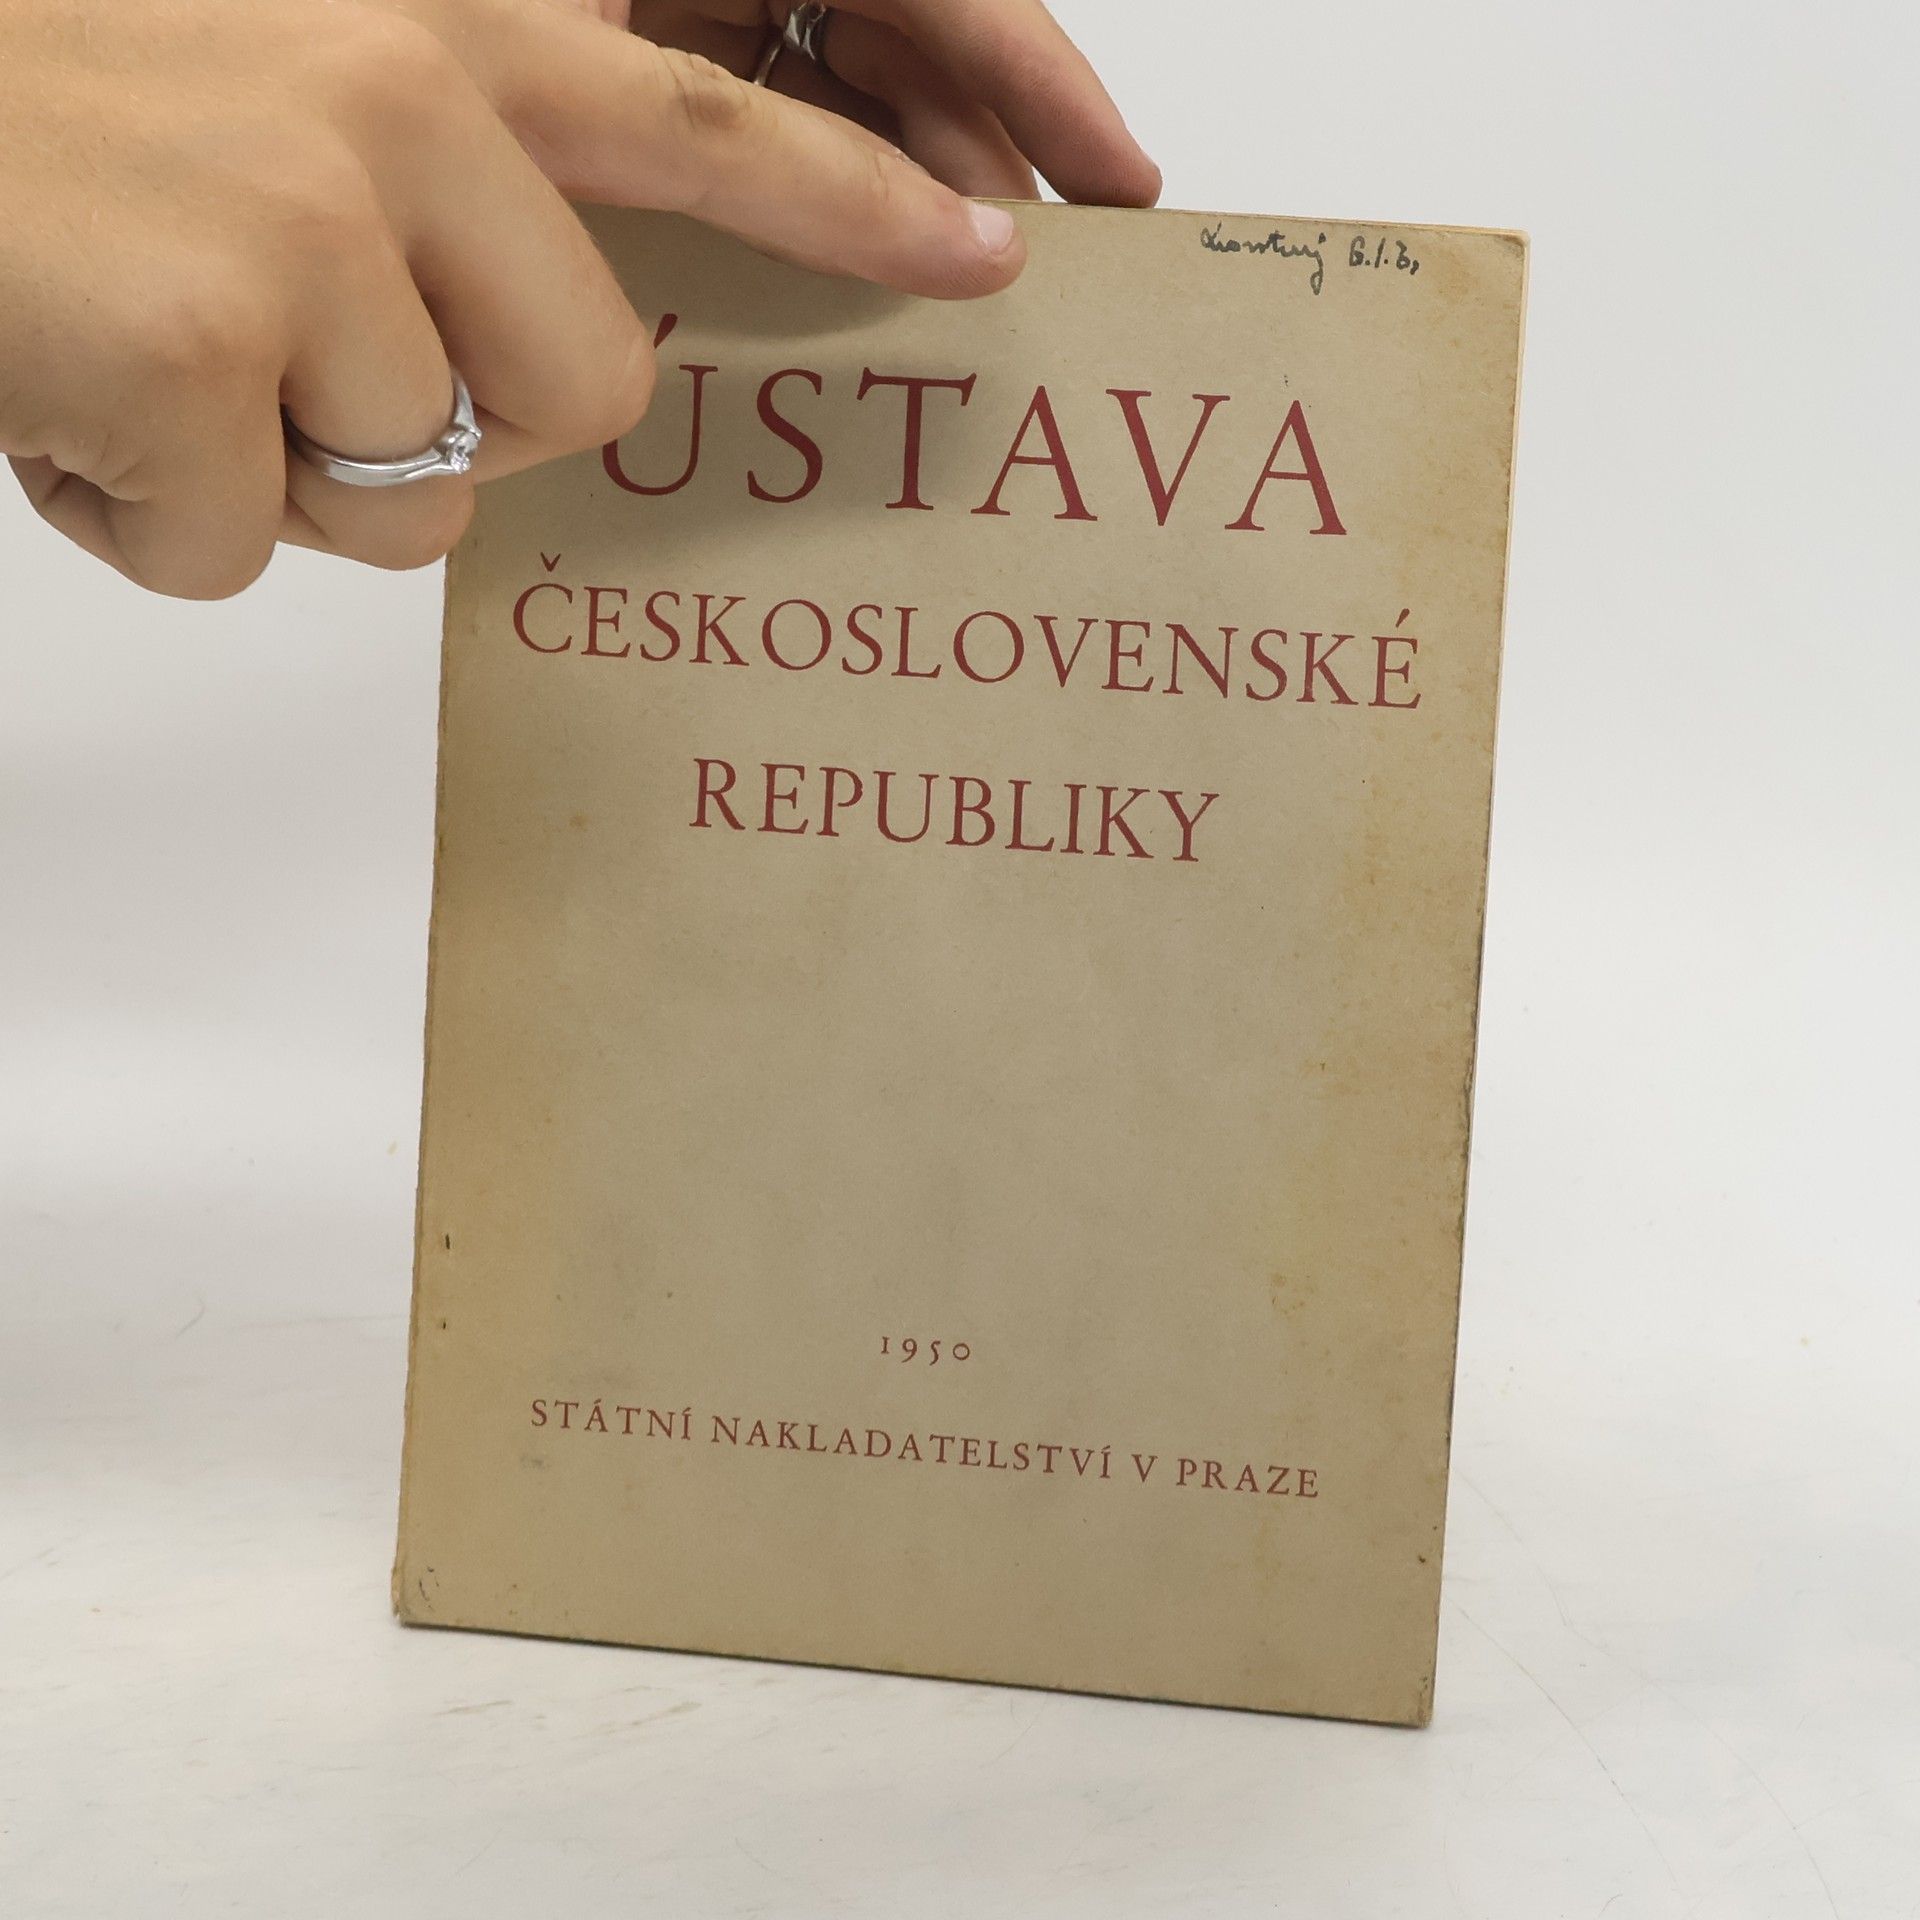 ÚSTAVA
ČESKOSLOVENSKÉ
REPUBLIKY
1950
STÁTNÍ NAKLADATELSTVÍ V PRAZE